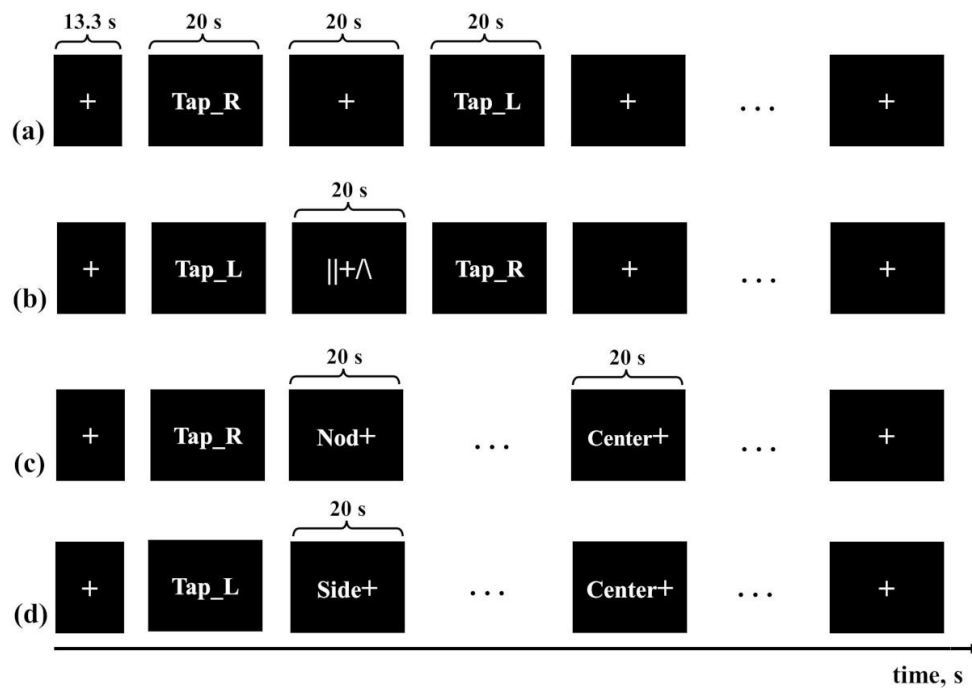 13.3 s 20 s 20 s 20 s
(a) + Tap_R + Tap_L + ... +
20 s
(b) + Tap_L ||+/\ Tap_R + ... +
20 s 20 s
(c) + Tap_R Nod+ ... Center+ ... +
20 s
(d) + Tap_L Side+ ... Center+ ... +
time, s